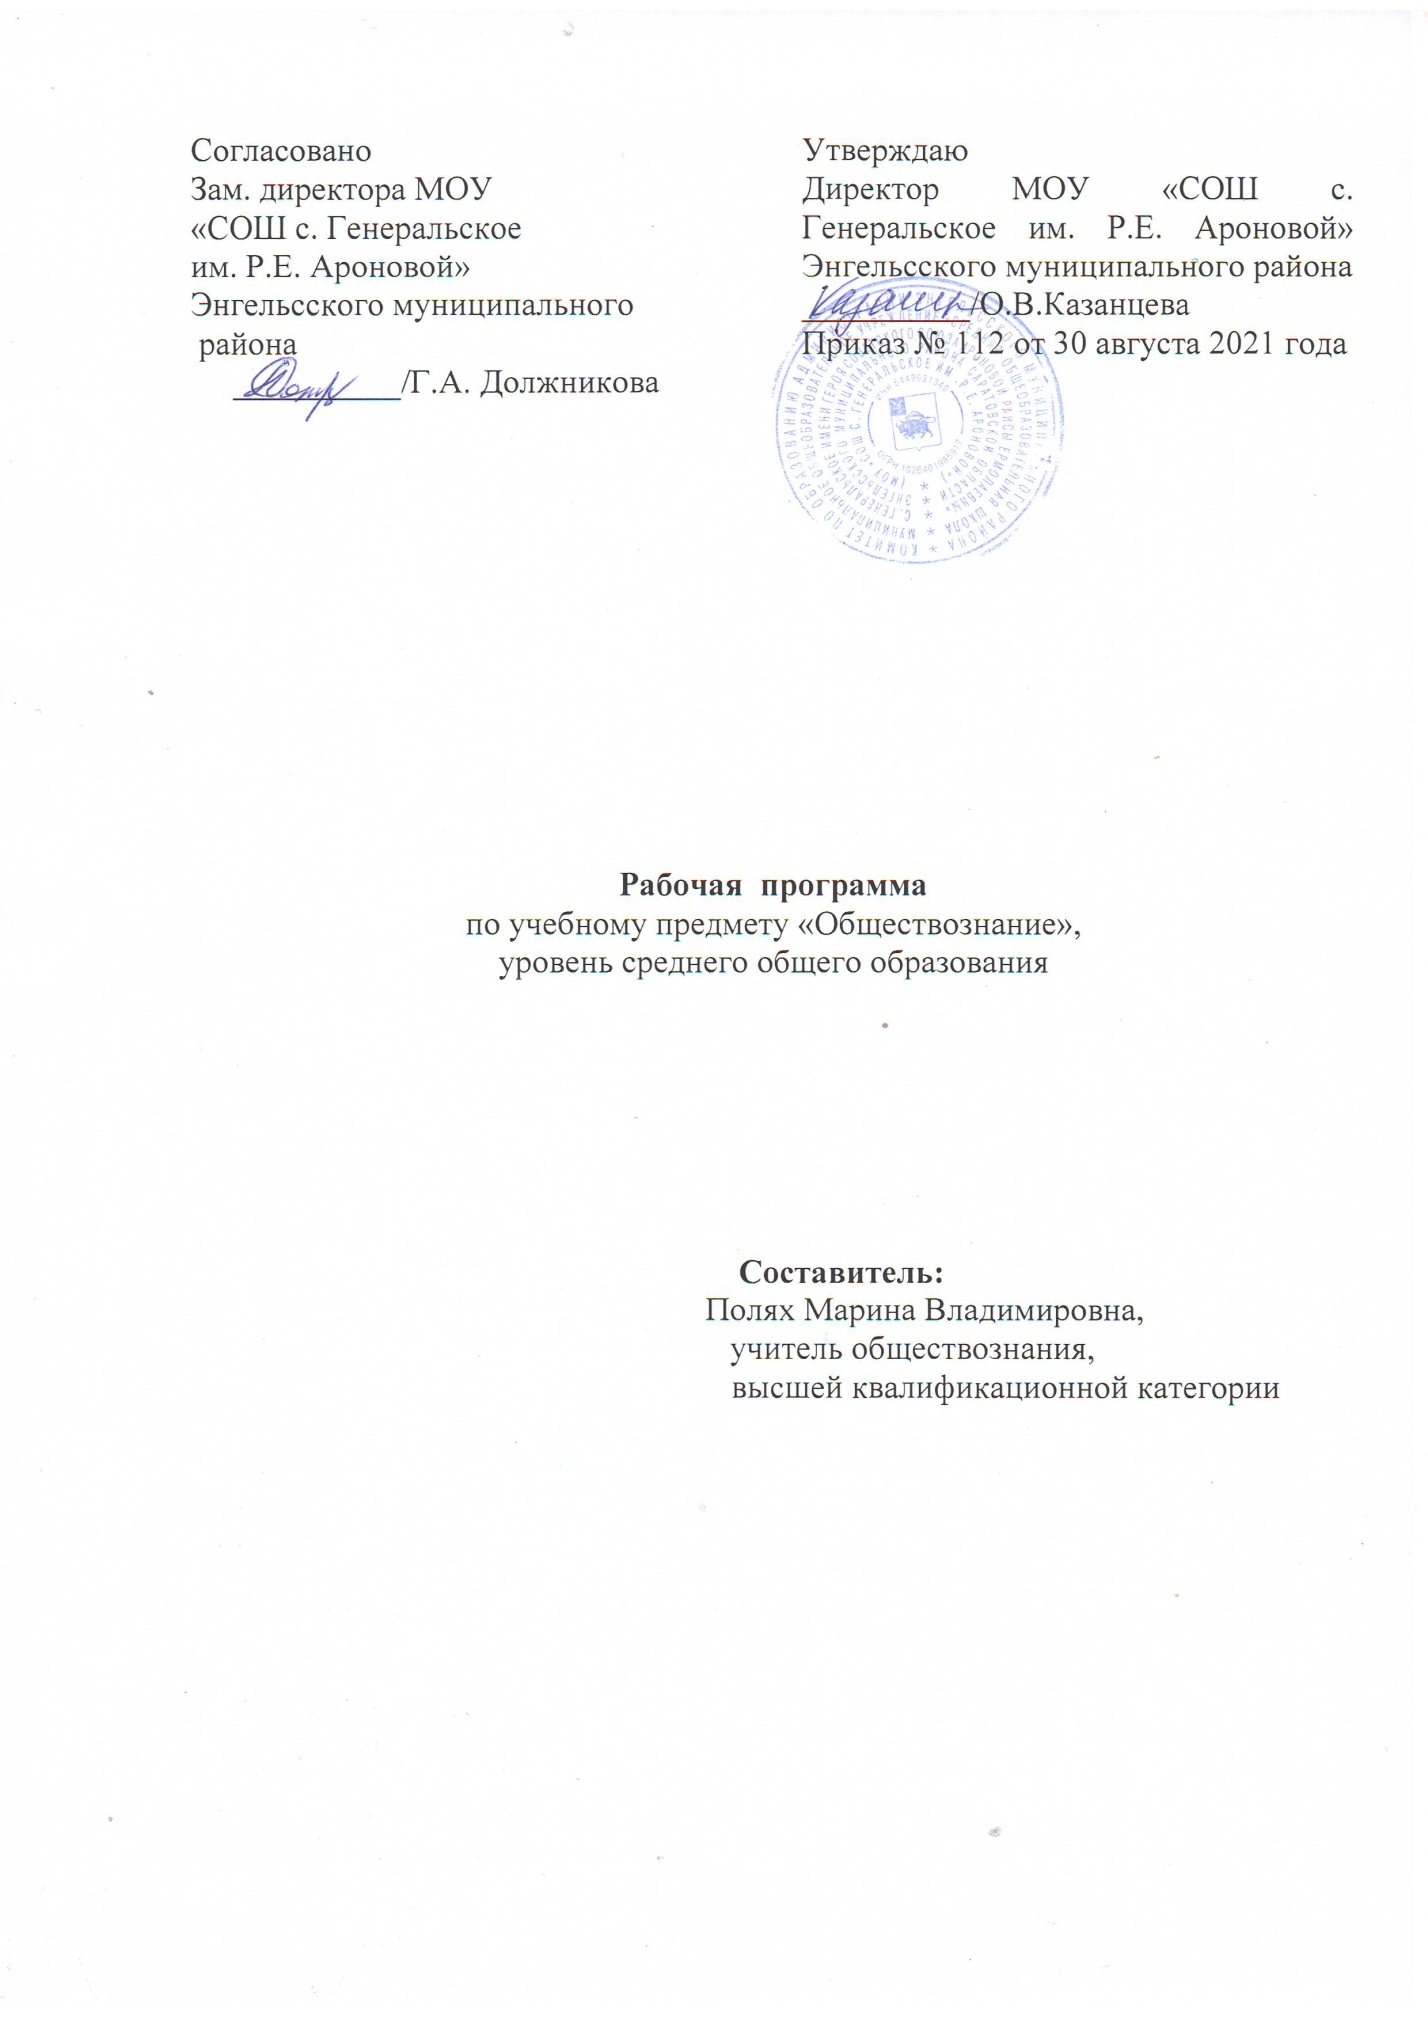 Согласовано
Зам. директора МОУ
«СОШ с. Генеральское
им. Р.Е. Ароновой»
Энгельсского муниципального
района
/Г.А. Должникова
Утверждаю
Директор МОУ «СОШ с.
Генеральское им. Р.Е. Ароновой»
Энгельсского муниципального района
/О.В.Казанцева
Приказ № 112 от 30 августа 2021 года
Рабочая программа
по учебному предмету «Обществознание»,
уровень среднего общего образования
Составитель:
Полях Марина Владимировна,
учитель обществознания,
высшей квалификационной категории